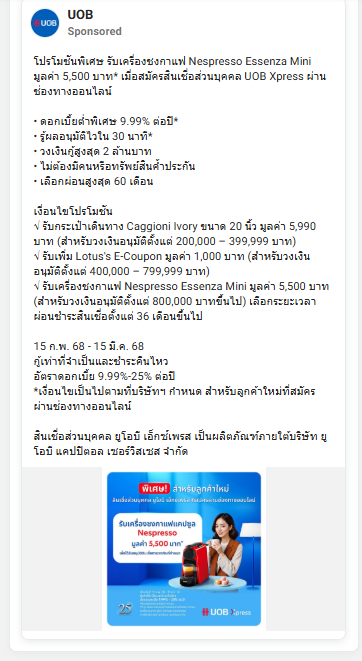 UOB
UOB
Sponsored
โปรโมชันพิเศษ รับเครื่องชงกาแฟ Nespresso Essenza Mini
มูลค่า 5,500 บาท* เมื่อสมัครสินเชื่อส่วนบุคคล UOB Xpress ผ่าน
ช่องทางออนไลน์
• ดอกเบี้ยต่ำพิเศษ 9.99% ต่อปี*
• รู้ผลอนุมัติไวใน 30 นาที*
• วงเงินกู้สูงสุด 2 ล้านบาท
• ไม่ต้องมีคนหรือทรัพย์สินค้ำประกัน
• เลือกผ่อนสูงสุด 60 เดือน
เงื่อนไขโปรโมชัน
√ รับกระเป๋าเดินทาง Caggioni Ivory ขนาด 20 นิ้ว มูลค่า 5,990
บาท (สำหรับวงเงินอนุมัติตั้งแต่ 200,000 – 399,999 บาท)
√ รับเพิ่ม Lotus's E-Coupon มูลค่า 1,000 บาท (สำหรับวงเงิน
อนุมัติตั้งแต่ 400,000 – 799,999 บาท)
√ รับเครื่องชงกาแฟ Nespresso Essenza Mini มูลค่า 5,500 บาท
(สำหรับวงเงินอนุมัติตั้งแต่ 800,000 บาทขึ้นไป) เลือกระยะเวลา
ผ่อนชำระสินเชื่อตั้งแต่ 36 เดือนขึ้นไป
15 ก.พ. 68 - 15 มี.ค. 68
กู้เท่าที่จำเป็นและชำระคืนไหว
อัตราดอกเบี้ย 9.99%-25% ต่อปี
*เงื่อนไขเป็นไปตามที่บริษัทฯ กำหนด สำหรับลูกค้าใหม่ที่สมัคร
ผ่านช่องทางออนไลน์
สินเชื่อส่วนบุคคล ยูโอบี เอ็กซ์เพรส เป็นผลิตภัณฑ์ภายใต้บริษัท ยู
โอบี แคปปิตอล เซอร์วิสเซส จำกัด
พิเศษ! สำหรับลูกค้าใหม่
รับเครื่องชงกาแฟแคปซูล
Nespresso
มูลค่า 5,500 บาท*
25
UOB Xpress